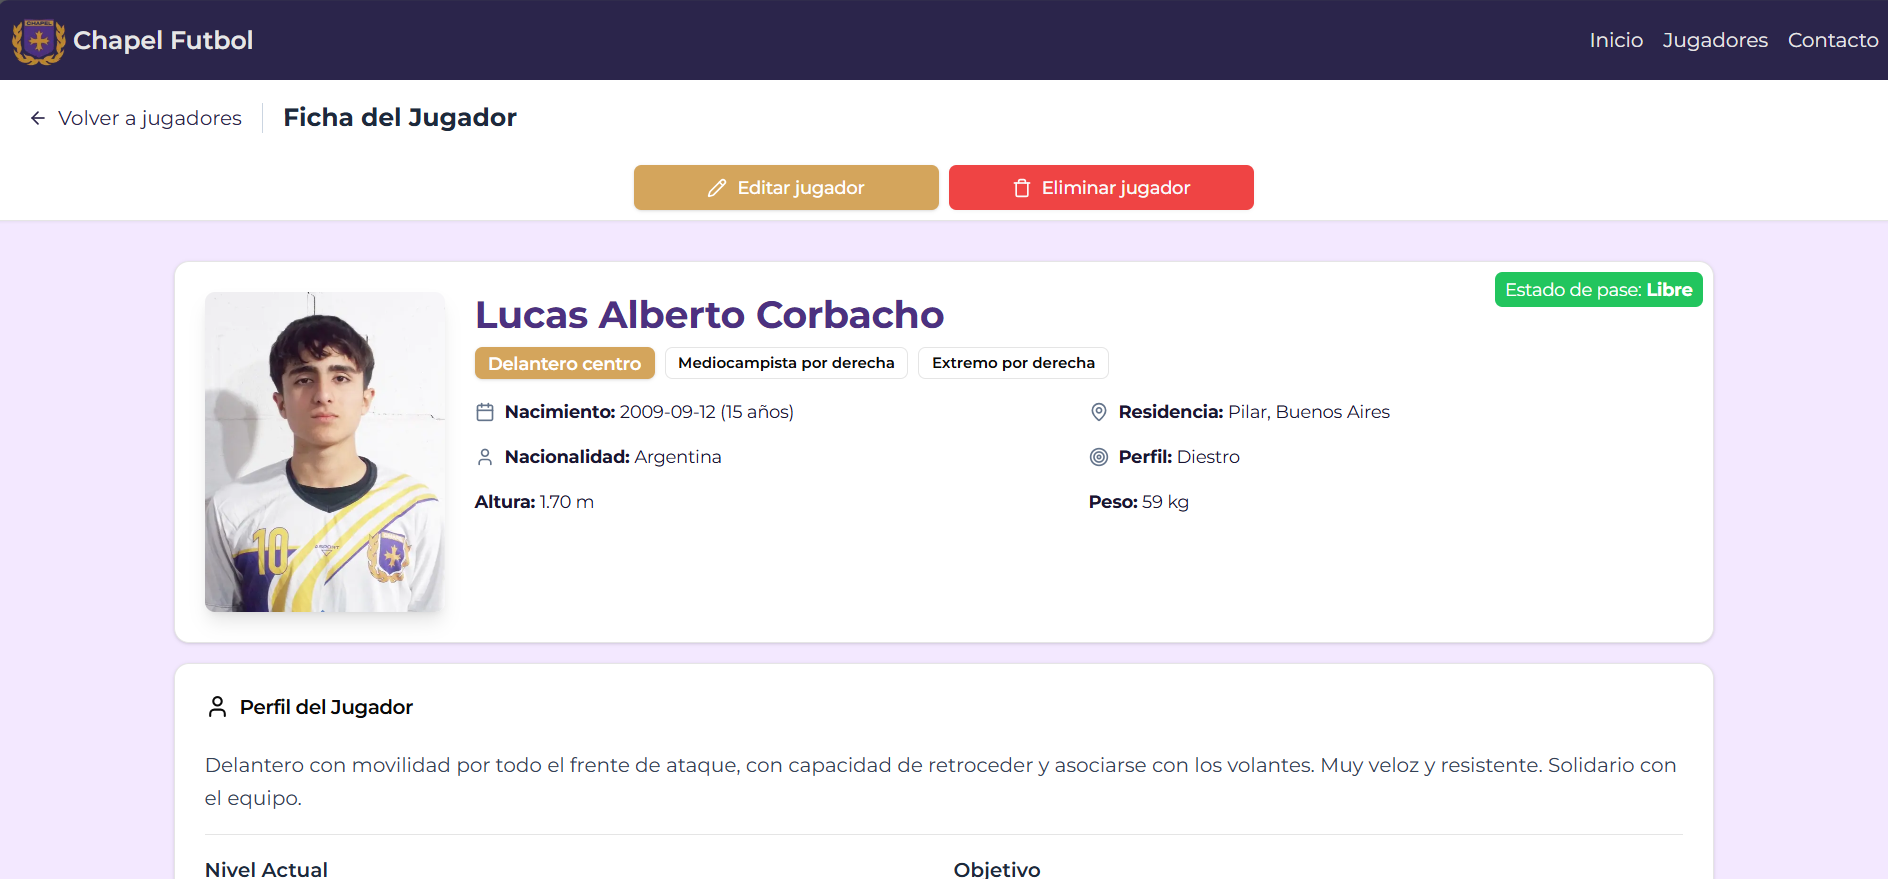 CHAPEL
Chapel Futbol
Inicio
Jugadores
Contacto
Volver a jugadores
Ficha del Jugador
Editar jugador
Eliminar jugador
Estado de pase: Libre
Lucas Alberto Corbacho
Delantero centro
Mediocampista por derecha
Extremo por derecha
Nacimiento: 2009-09-12 (15 años)
Residencia: Pilar, Buenos Aires
Nacionalidad: Argentina
Perfil: Diestro
Altura: 1.70 m
Peso: 59 kg
10
Perfil del Jugador
Delantero con movilidad por todo el frente de ataque, con capacidad de retroceder y asociarse con los volantes. Muy veloz y resistente. Solidario con
el equipo.
Nivel Actual
Objetivo